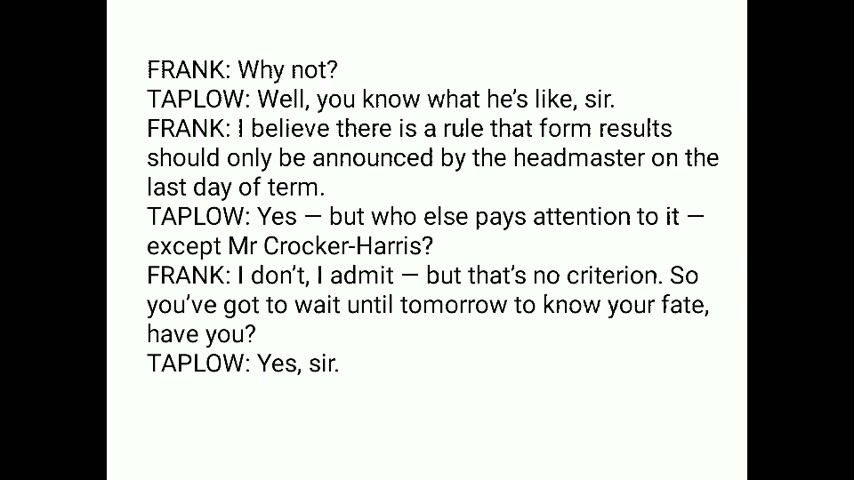 FRANK: Why not?
TAPLOW: Well, you know what he’s like, sir.
FRANK: I believe there is a rule that form results
should only be announced by the headmaster on the
last day of term.
TAPLOW: Yes — but who else pays attention to it —
except Mr Crocker-Harris?
FRANK: I don’t, I admit — but that’s no criterion. So
you’ve got to wait until tomorrow to know your fate,
have you?
TAPLOW: Yes, sir.